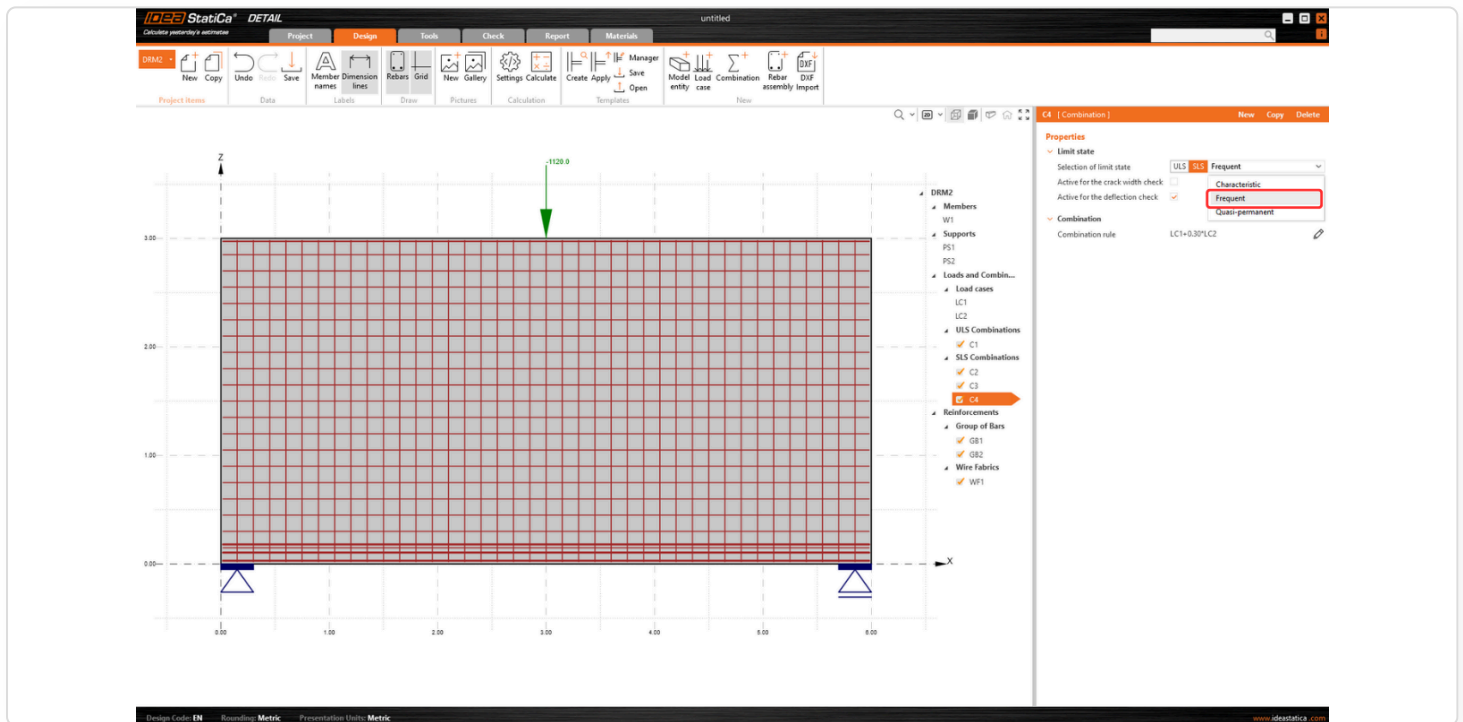 IDEA StatiCa® DETAIL
untitled
Calculate yesterday's estimates
Project Design Tools Check Report Materials
DRM2
New Copy Undo Redo Save Member names Dimension lines Rebars Grid New Gallery Settings Calculate Create Apply Manager Save Open Model entity Load case Combination Rebar assembly DXF Import
Project items Data Labels Draw Pictures Calculation Templates New
C4 [ Combination ] New Copy Delete
Properties
Limit state
Selection of limit state ULS SLS Frequent
Active for the crack width check
Active for the deflection check
Characteristic
Frequent
Quasi-permanent
Combination
Combination rule LC1+0.30*LC2
Z
-1120.0
3.00
2.00
1.00
0.00
X
0.00 1.00 2.00 3.00 4.00 5.00 6.00
DRM2
Members
W1
Supports
PS1
PS2
Loads and Combin...
Load cases
LC1
LC2
ULS Combinations
C1
SLS Combinations
C2
C3
C4
Reinforcements
Group of Bars
GB1
GB2
Wire Fabrics
WF1
Design Code: EN Rounding: Metric Presentation Units: Metric
www.ideastatica.com